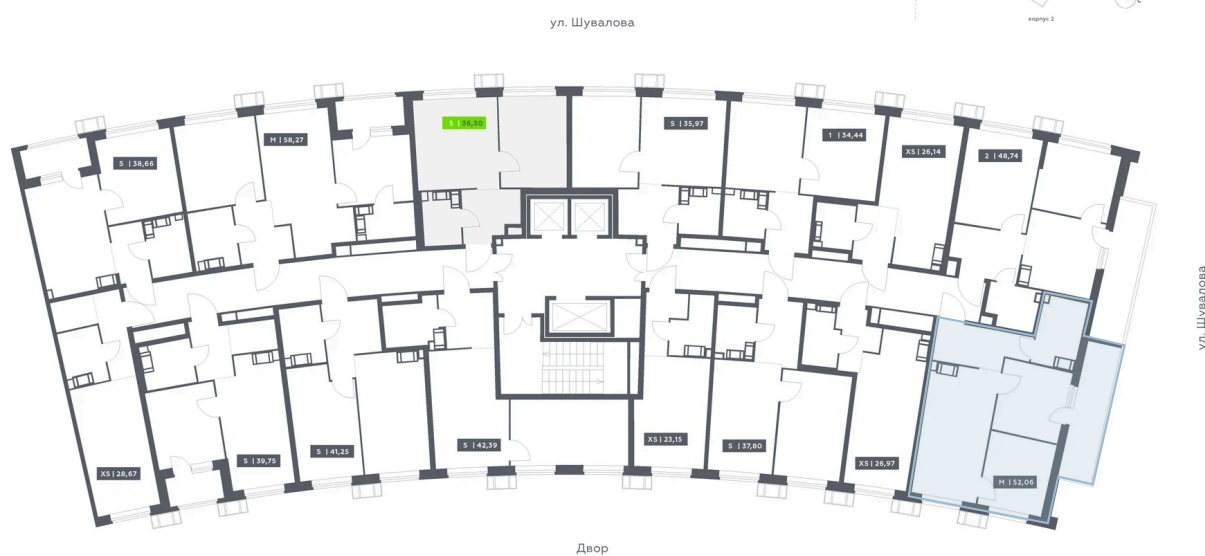 корпус 2
ул. Шувалова
S | 36,30
S | 35,97
1 | 34,44
M | 58,27
XS | 26,14
2 | 48,74
S | 38,66
ул. Шувалова
S | 42,39
XS | 23,15
S | 37,80
S | 41,25
S | 39,75
XS | 26,97
XS | 28,67
M | 52,06
Двор